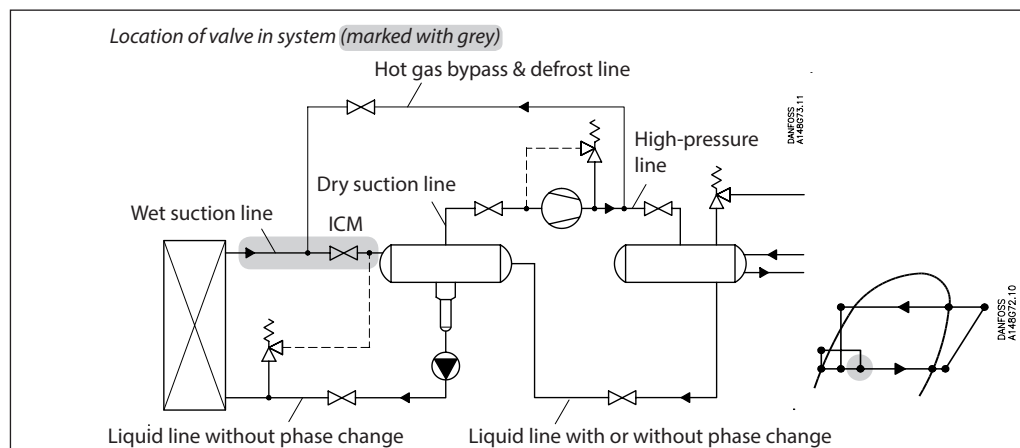 Location of valve in system (marked with grey)
Hot gas bypass & defrost line
High-pressure
line
Dry suction line
Wet suction line
ICM
Liquid line without phase change
Liquid line with or without phase change
DANFOSS
A148G73.11
DANFOSS
A148G72.10